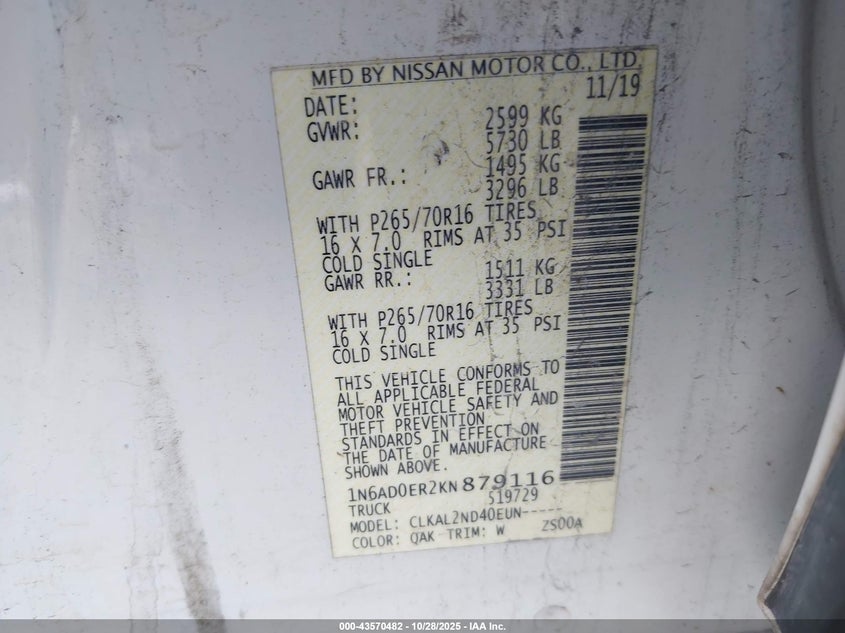 MFD BY NISSAN MOTOR CO., LTD.
DATE: 11/19
GVWR: 2599 KG
5730 LB
GAWR FR.: 1495 KG
3296 LB
WITH P265/70R16 TIRES
16 X 7.0 RIMS AT 35 PSI
COLD SINGLE
GAWR RR.: 1511 KG
3331 LB
WITH P265/70R16 TIRES
16 X 7.0 RIMS AT 35 PSI
COLD SINGLE
THIS VEHICLE CONFORMS TO
ALL APPLICABLE FEDERAL
MOTOR VEHICLE SAFETY AND
THEFT PREVENTION
STANDARDS IN EFFECT ON
THE DATE OF MANUFACTURE
SHOWN ABOVE.
1N6AD0ER2KN879116
TRUCK 519729
MODEL: CLKAL2ND40EUN-----
COLOR: QAK TRIM: W ZS00A
000-43570482 - 10/28/2025 - IAA Inc.